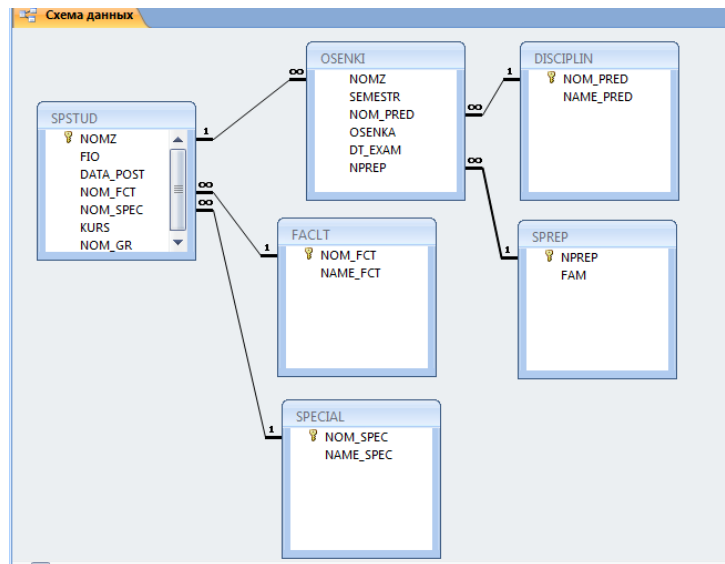 Схема данных
SPSTUD
NOMZ
FIO
DATA_POST
NOM_FCT
NOM_SPEC
KURS
NOM_GR
OSENKI
NOMZ
SEMESTR
NOM_PRED
OSENKA
DT_EXAM
NPREP
DISCIPLIN
NOM_PRED
NAME_PRED
FACLT
NOM_FCT
NAME_FCT
SPREP
NPREP
FAM
SPECIAL
NOM_SPEC
NAME_SPEC
1
∞
∞
1
∞
1
∞
1
∞
1